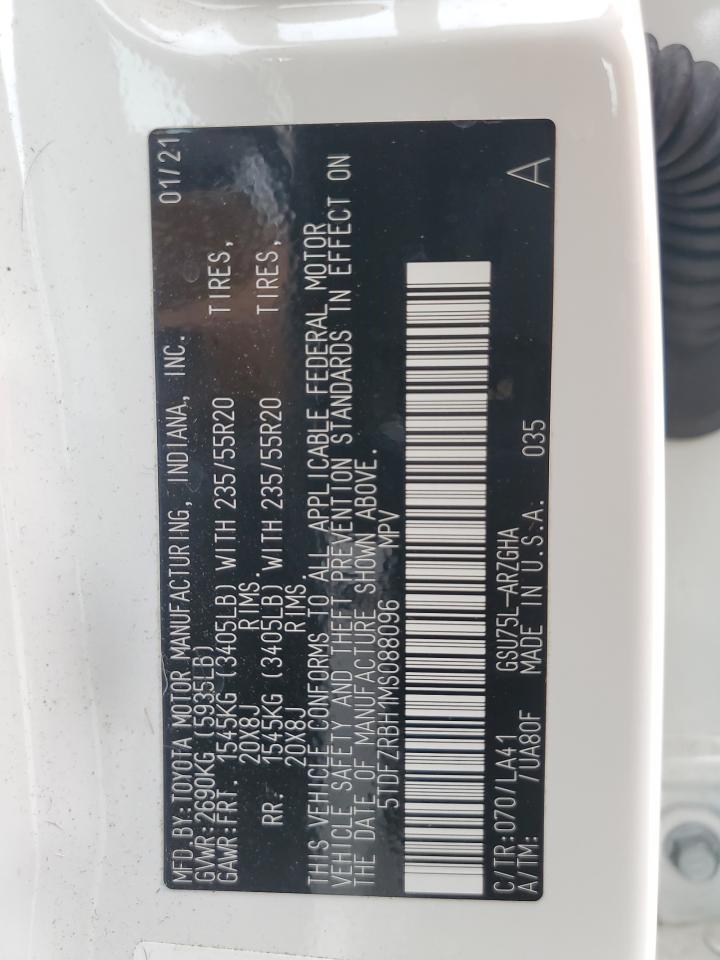 MFD.BY:TOYOTA MOTOR MANUFACTURING, INDIANA, INC. 01/21
GVWR:2690KG (5935LB)
GAWR:FRT. 1545KG (3405LB) WITH 235/55R20 TIRES,
20X8J RIMS.
RR. 1545KG (3405LB) WITH 235/55R20 TIRES,
20X8J RIMS.
THIS VEHICLE CONFORMS TO ALL APPLICABLE FEDERAL MOTOR
VEHICLE SAFETY AND THEFT PREVENTION STANDARDS IN EFFECT ON
THE DATE OF MANUFACTURE SHOWN ABOVE.
5TDFZRBH1MS088096 MPV
C/TR:070/LA41 GSU75L-ARZGHA A
A/TM: /UA80F MADE IN U.S.A. 035